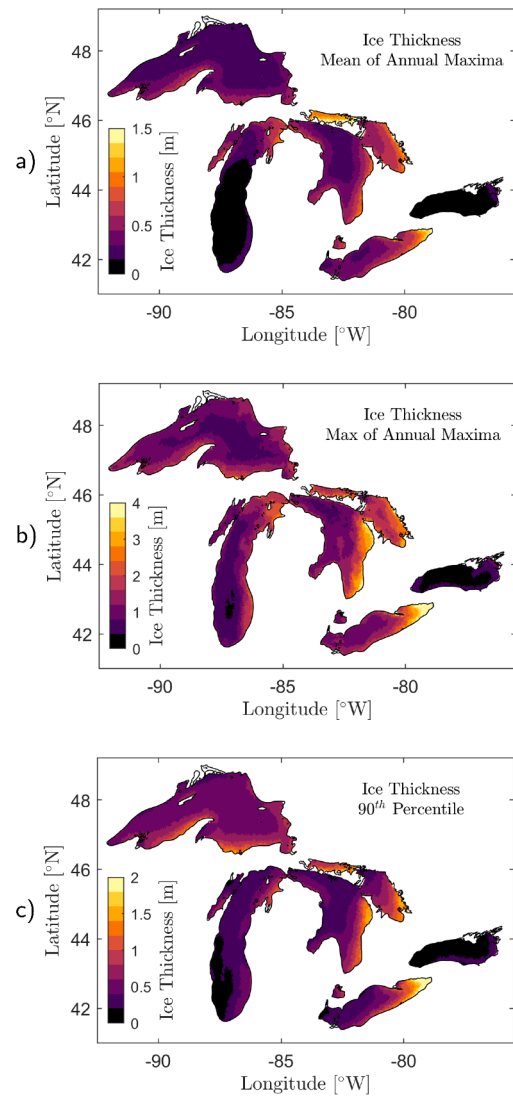 a)
Ice Thickness
Mean of Annual Maxima
Latitude [°N]
48
46
44
42
Ice Thickness [m]
1.5
1
0.5
0
-90
-85
-80
Longitude [°W]
b)
Ice Thickness
Max of Annual Maxima
Latitude [°N]
48
46
44
42
Ice Thickness [m]
4
3
2
1
0
-90
-85
-80
Longitude [°W]
c)
Ice Thickness
90th Percentile
Latitude [°N]
48
46
44
42
Ice Thickness [m]
2
1.5
1
0.5
0
-90
-85
-80
Longitude [°W]